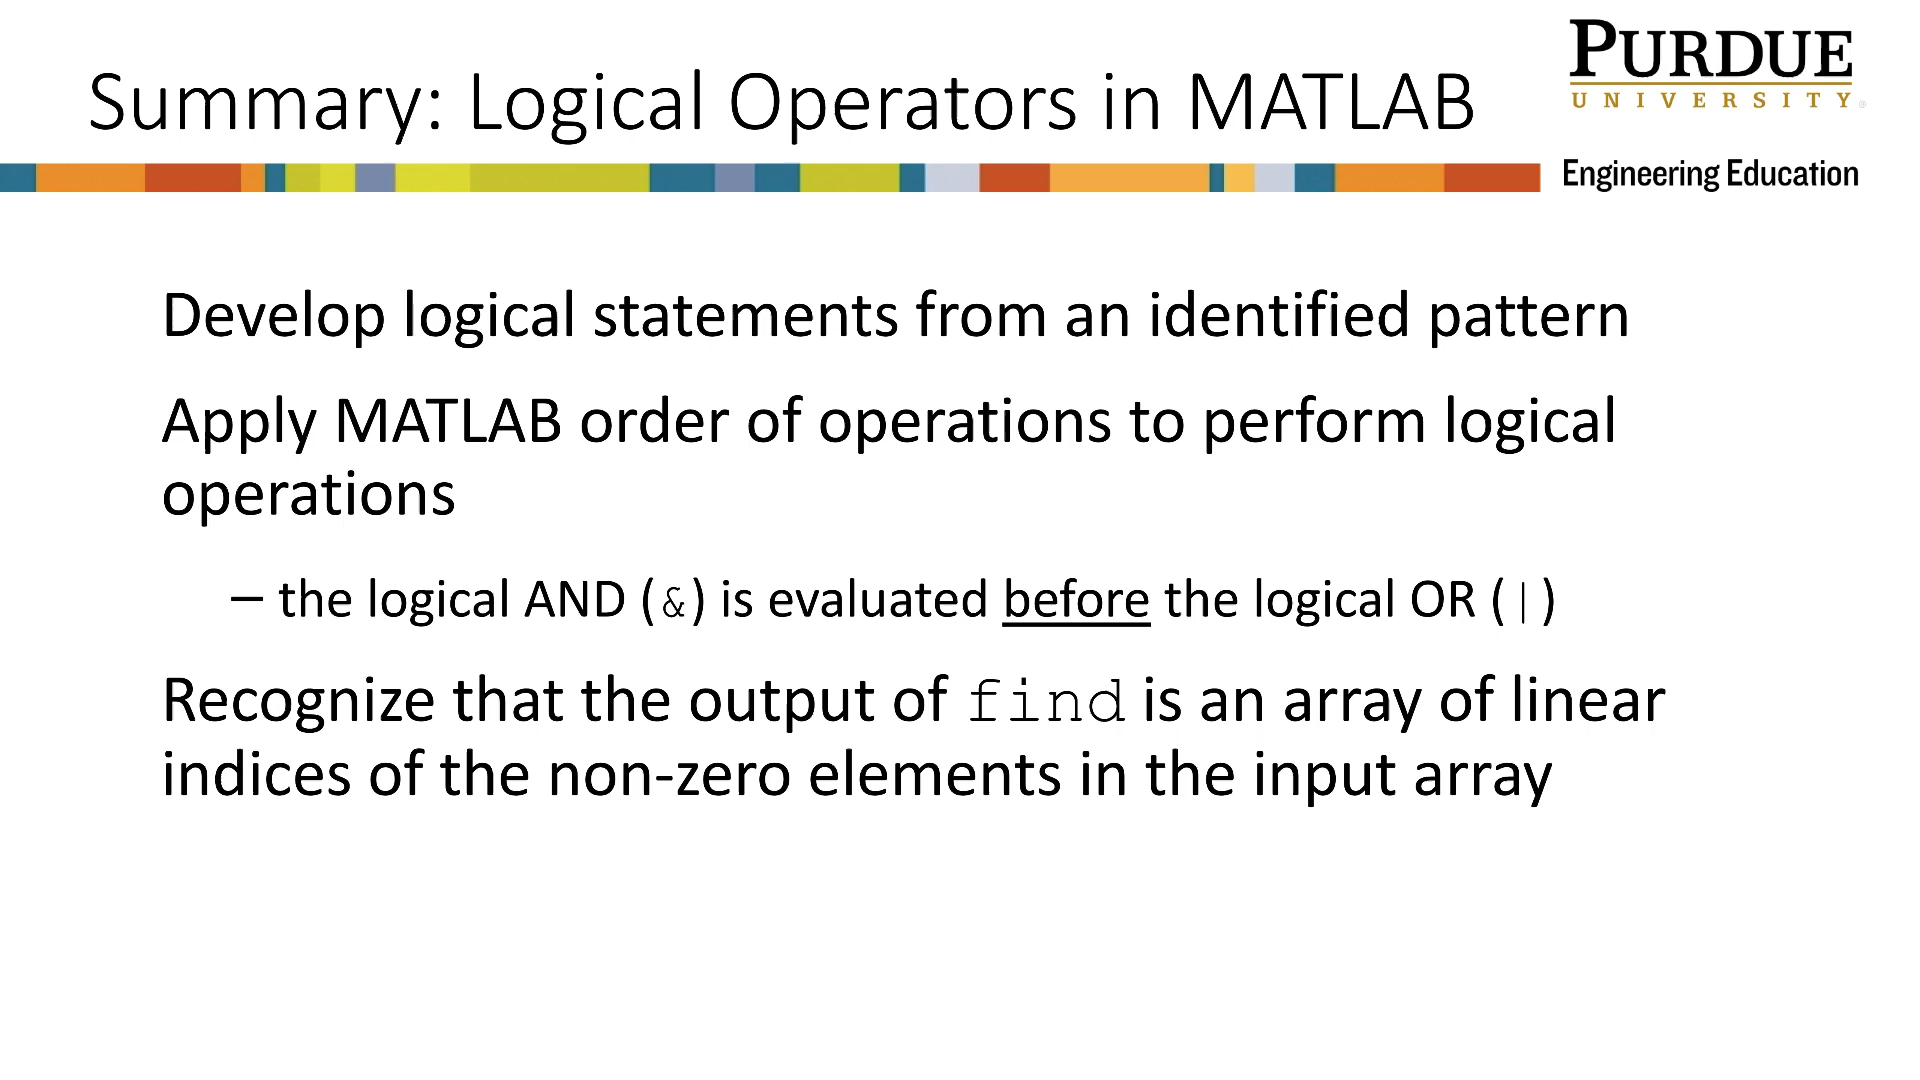 Summary: Logical Operators in MATLAB
PURDUE
UNIVERSITY®
Engineering Education
Develop logical statements from an identified pattern
Apply MATLAB order of operations to perform logical
operations
– the logical AND (&) is evaluated before the logical OR (|)
Recognize that the output of find is an array of linear
indices of the non-zero elements in the input array